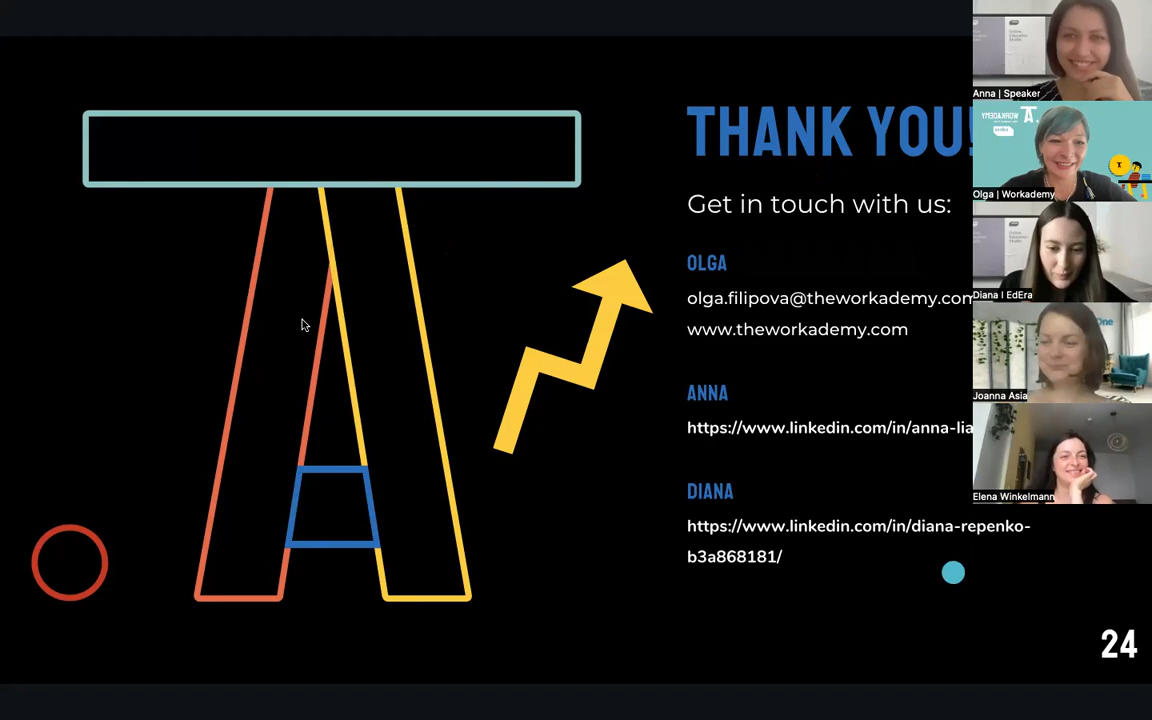 THANK YOU!
Get in touch with us:
OLGA
olga.filipova@theworkademy.com
www.theworkademy.com
ANNA
https://www.linkedin.com/in/anna-lia
DIANA
https://www.linkedin.com/in/diana-repenko-
b3a868181/
24
Anna | Speaker
WORKADEMY
Olga | Workademy
Diana I EdEra
One
Joanna Asia
Elena Winkelmann